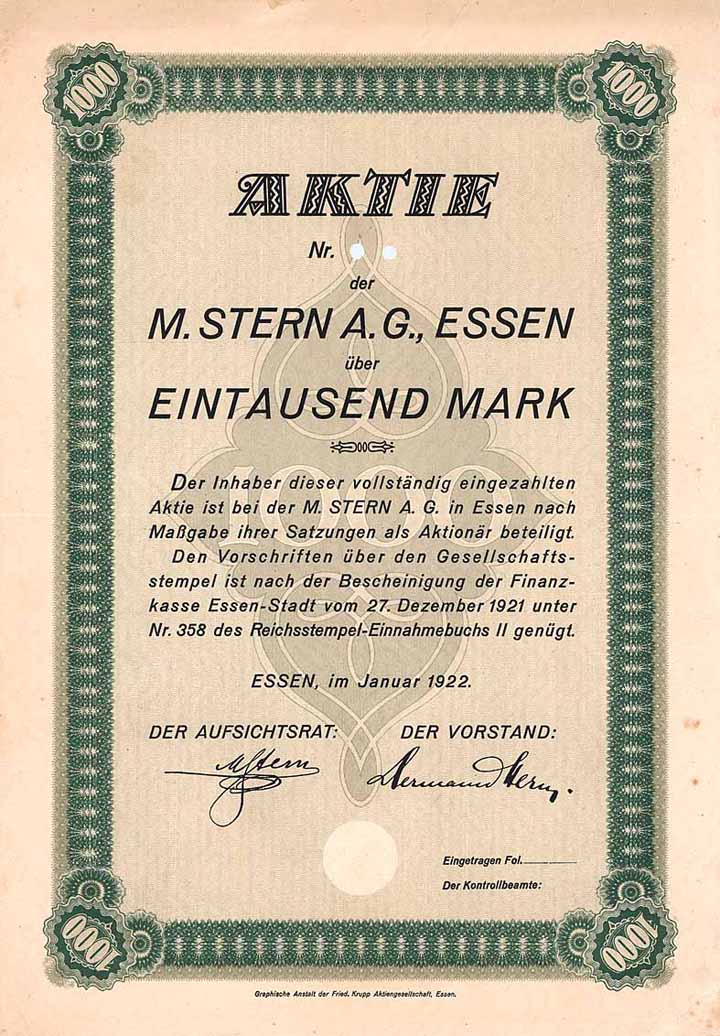 1000 1000
AKTIE
Nr.
der
M. STERN A.G., ESSEN
über
EINTAUSEND MARK
1000
Der Inhaber dieser vollständig eingezahlten
Aktie ist bei der M. STERN A. G. in Essen nach
Maßgabe ihrer Satzungen als Aktionär beteiligt.
Den Vorschriften über den Gesellschafts-
stempel ist nach der Bescheinigung der Finanz-
kasse Essen-Stadt vom 27. Dezember 1921 unter
Nr. 358 des Reichsstempel-Einnahmebuchs II genügt.
ESSEN, im Januar 1922.
DER AUFSICHTSRAT: DER VORSTAND:
MStern Hermann Stern.
Eingetragen Fol.
Der Kontrollbeamte:
1000 1000
Graphische Anstalt der Fried. Krupp Aktiengesellschaft, Essen.